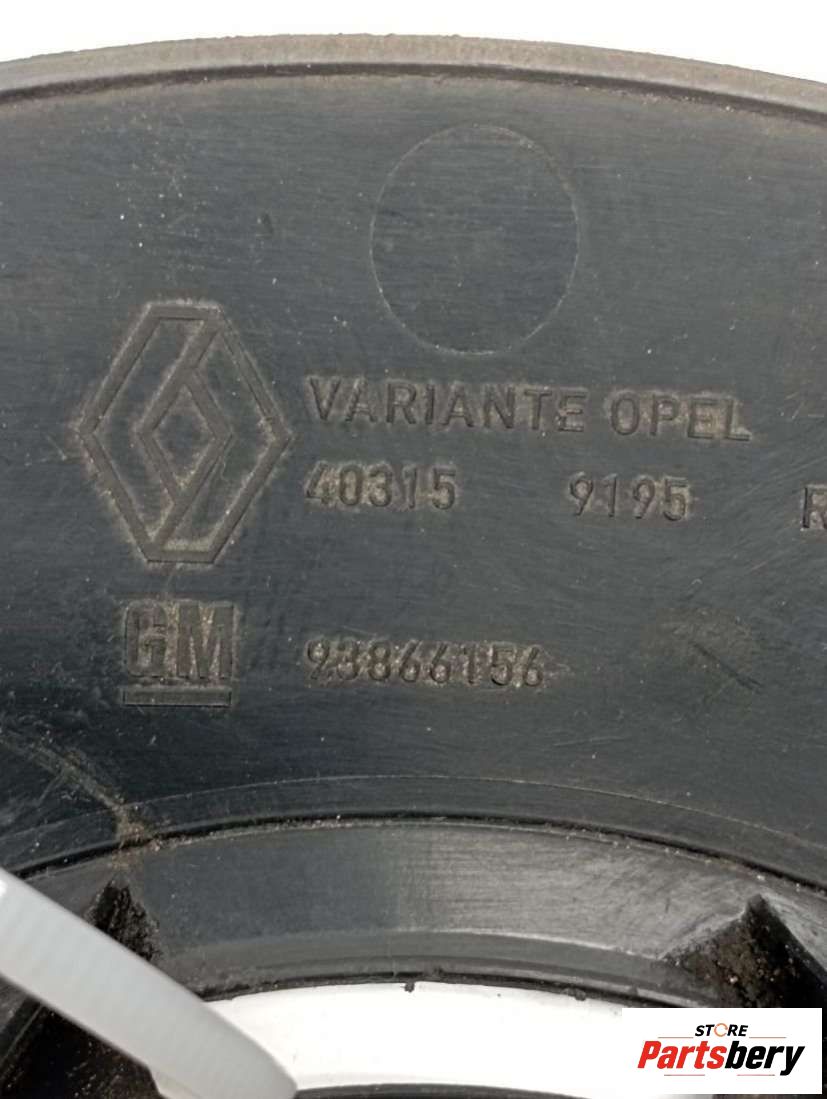 VARIANTE OPEL
40315 9195 R
GM 93866156
STORE
Partsbery